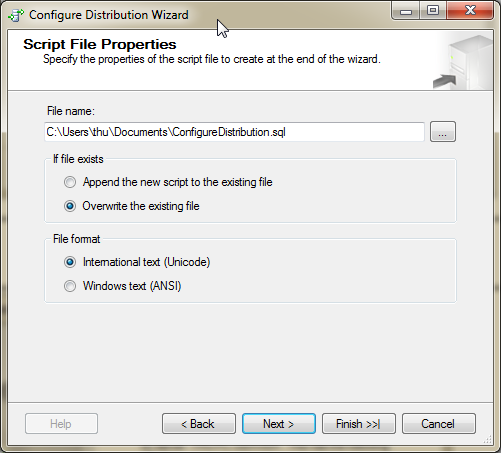 Configure Distribution Wizard
Script File Properties
Specify the properties of the script file to create at the end of the wizard.
File name:
C:\Users\thu\Documents\ConfigureDistribution.sql
...
If file exists
Append the new script to the existing file
Overwrite the existing file
File format
International text (Unicode)
Windows text (ANSI)
Help
< Back
Next >
Finish >>|
Cancel